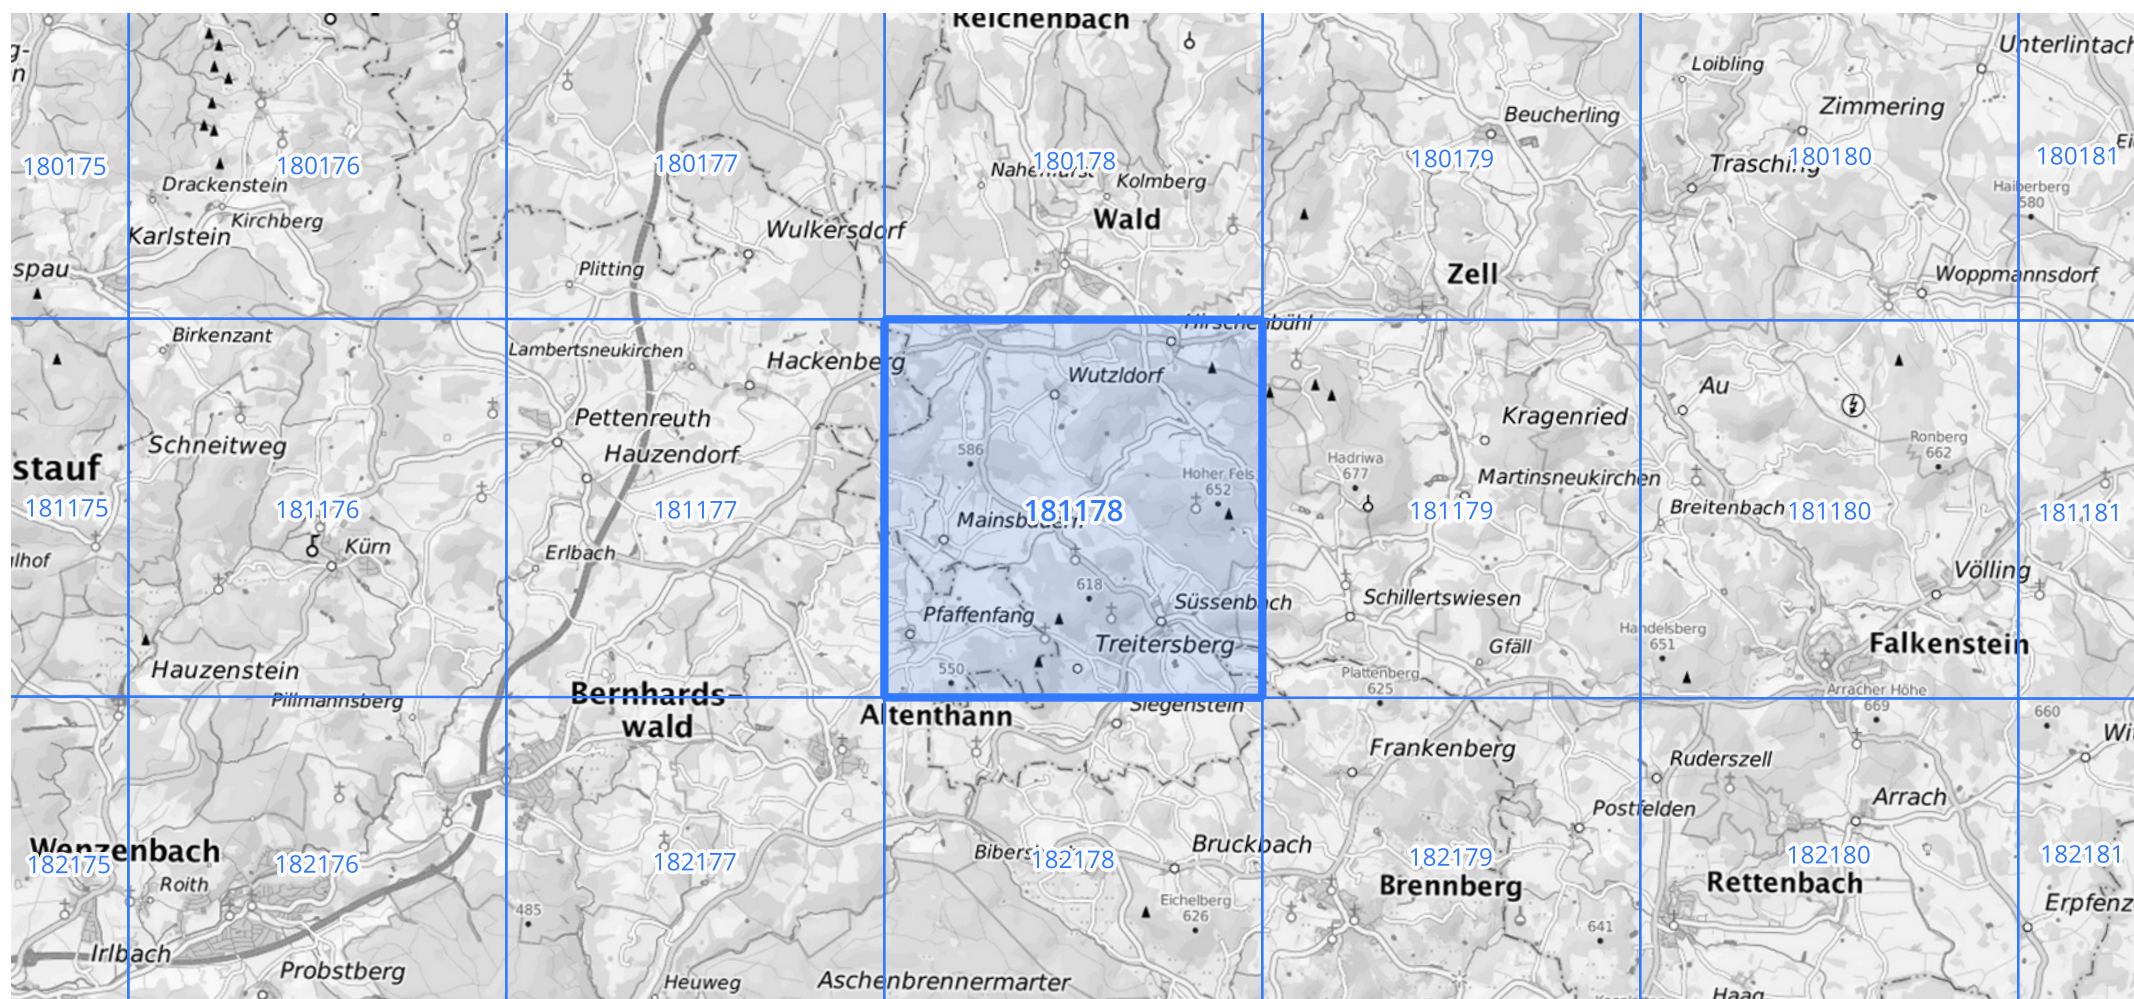 Reichenbach
g-
n
Unterlintach
Loibling
Beucherling
Zimmering
180175
180176
180177
180178
180179
180180
180181
Trasching
Kolmberg
Drackenstein
Haiberberg
580
Kirchberg
Karlstein
Wald
Wulkersdorf
spau
Plitting
Zell
Woppmannsdorf
Hirschenbühl
Birkenzant
Lambertsneukirchen
Hackenberg
Wutzldorf
Au
Pettenreuth
Kragenried
Schneitweg
Hauzendorf
586
Ronberg
662
stauf
Hadriwa
677
Hoher Fels
652
Martinsneukirchen
181175
181176
181177
181178
181179
Breitenbach
181180
181181
Kürn
Erlbach
ulhof
618
Völling
Süssenbach
Schillertswiesen
Pfaffenfang
Handelsberg
651
Treitersberg
Gfäll
Falkenstein
Hauzenstein
550
Plattenberg
625
Arracher Höhe
669
Pillmannsberg
Bernhards-
wald
Altenthann
Siegenstein
660
Frankenberg
Ruderszell
Arrach
Postfelden
Wenzenbach
Bruckbach
182175
182176
182177
182178
182179
182180
182181
Roith
Brennberg
Rettenbach
Eichelberg
626
485
641
Erpfenz
Irlbach
Probstberg
Heuweg
Aschenbrennermarter
Haag